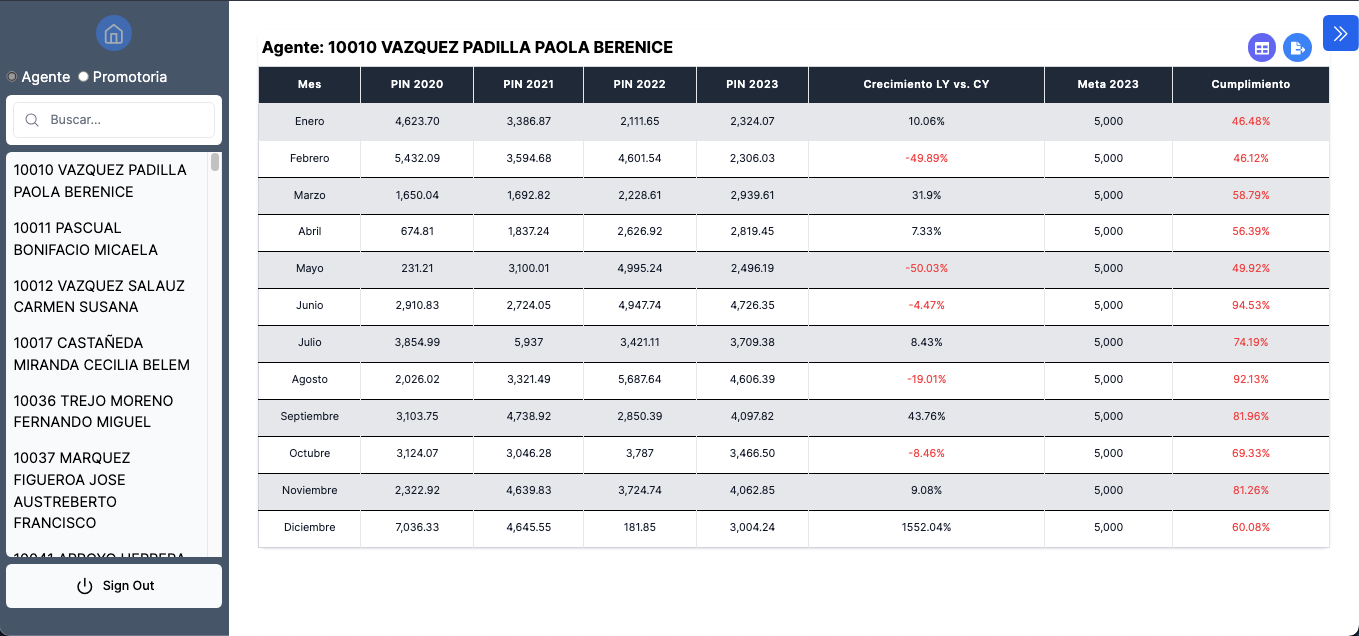 Agente Promotoria
Buscar...
10010 VAZQUEZ PADILLA
PAOLA BERENICE
10011 PASCUAL
BONIFACIO MICAELA
10012 VAZQUEZ SALAUZ
CARMEN SUSANA
10017 CASTAÑEDA
MIRANDA CECILIA BELEM
10036 TREJO MORENO
FERNANDO MIGUEL
10037 MARQUEZ
FIGUEROA JOSE
AUSTREBERTO
FRANCISCO
10041 ARROYO HERRERA
Sign Out
Agente: 10010 VAZQUEZ PADILLA PAOLA BERENICE
Mes PIN 2020 PIN 2021 PIN 2022 PIN 2023 Crecimiento LY vs. CY Meta 2023 Cumplimiento
Enero 4,623.70 3,386.87 2,111.65 2,324.07 10.06% 5,000 46.48%
Febrero 5,432.09 3,594.68 4,601.54 2,306.03 -49.89% 5,000 46.12%
Marzo 1,650.04 1,692.82 2,228.61 2,939.61 31.9% 5,000 58.79%
Abril 674.81 1,837.24 2,626.92 2,819.45 7.33% 5,000 56.39%
Mayo 231.21 3,100.01 4,995.24 2,496.19 -50.03% 5,000 49.92%
Junio 2,910.83 2,724.05 4,947.74 4,726.35 -4.47% 5,000 94.53%
Julio 3,854.99 5,937 3,421.11 3,709.38 8.43% 5,000 74.19%
Agosto 2,026.02 3,321.49 5,687.64 4,606.39 -19.01% 5,000 92.13%
Septiembre 3,103.75 4,738.92 2,850.39 4,097.82 43.76% 5,000 81.96%
Octubre 3,124.07 3,046.28 3,787 3,466.50 -8.46% 5,000 69.33%
Noviembre 2,322.92 4,639.83 3,724.74 4,062.85 9.08% 5,000 81.26%
Diciembre 7,036.33 4,645.55 181.85 3,004.24 1552.04% 5,000 60.08%